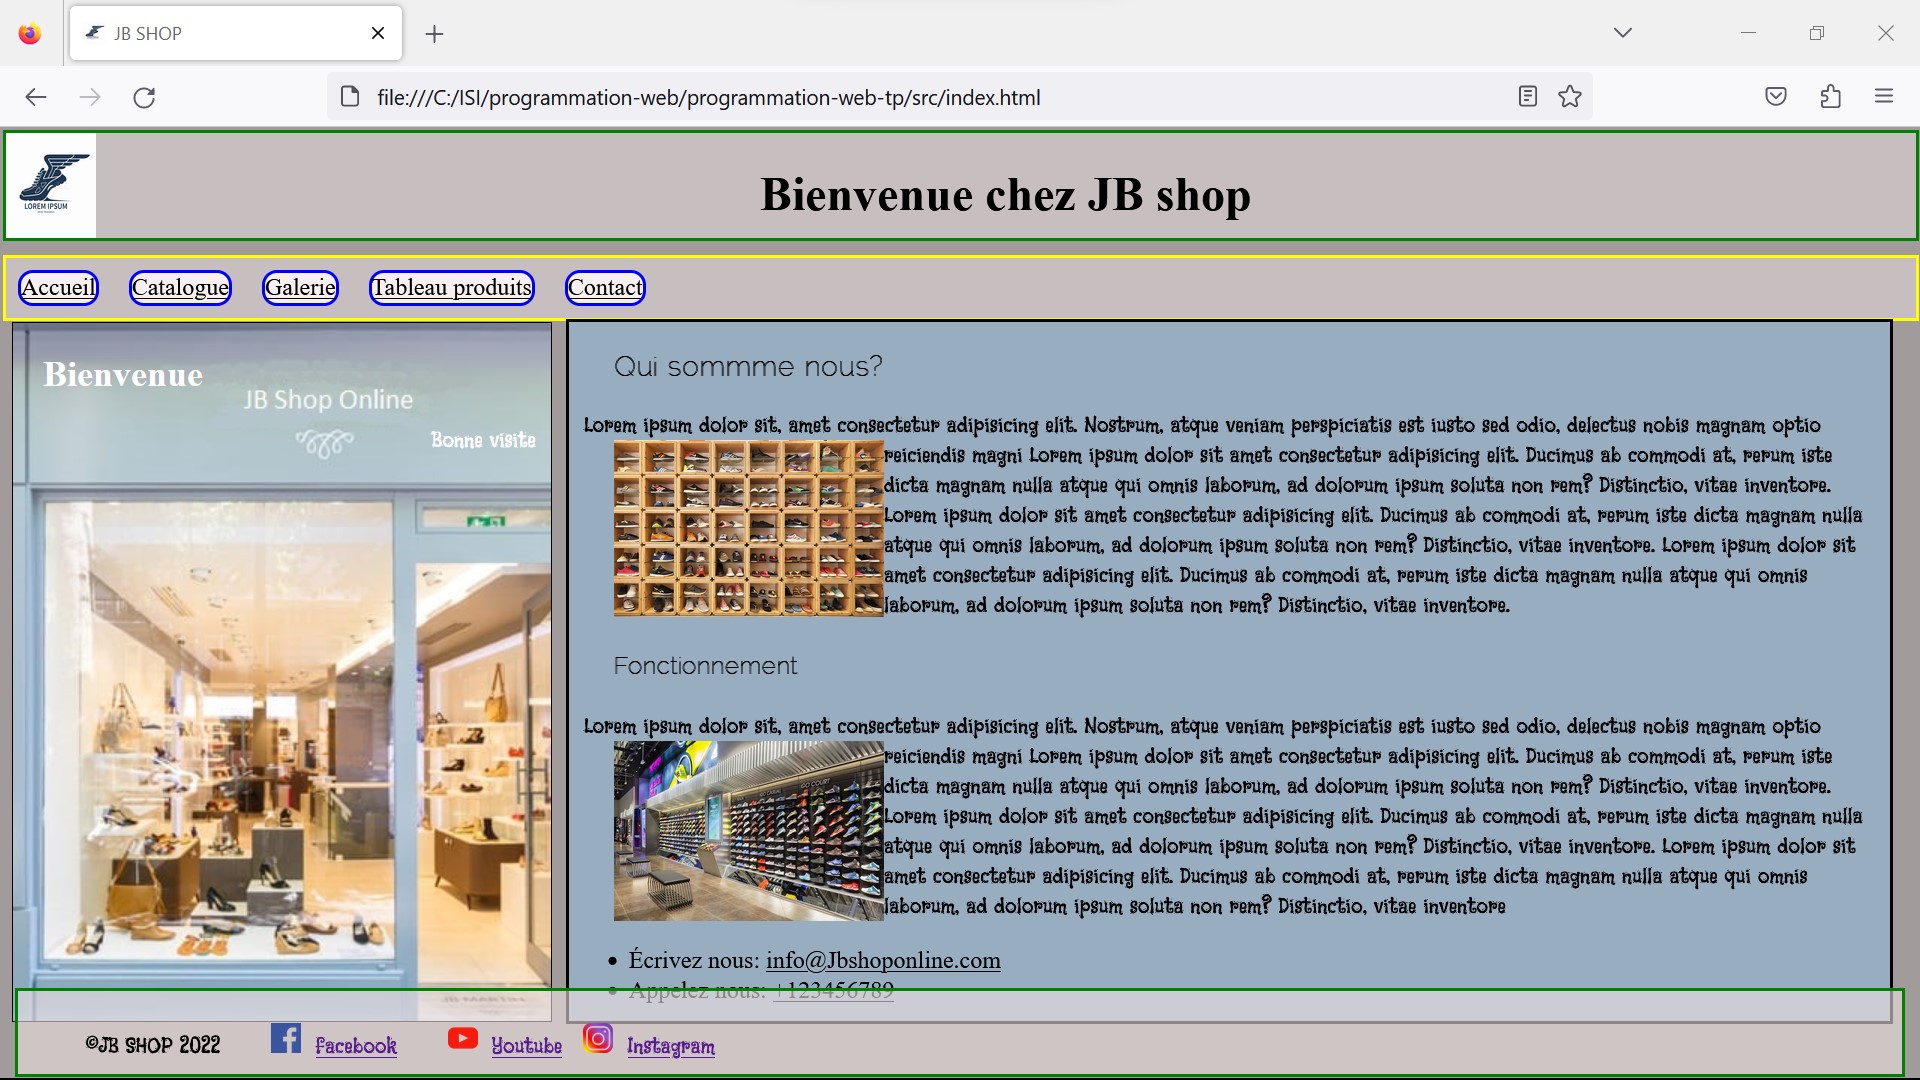 JB SHOP
file:///C:/ISI/programmation-web/programmation-web-tp/src/index.html
LOREM IPSUM
Bienvenue chez JB shop
Accueil Catalogue Galerie Tableau produits Contact
Bienvenue
JB Shop Online
Bonne visite
Qui sommme nous?
Lorem ipsum dolor sit, amet consectetur adipisicing elit. Nostrum, atque veniam perspiciatis est iusto sed odio, delectus nobis magnam optio
reiciendis magni Lorem ipsum dolor sit amet consectetur adipisicing elit. Ducimus ab commodi at, rerum iste
dicta magnam nulla atque qui omnis laborum, ad dolorum ipsum soluta non rem? Distinctio, vitae inventore.
Lorem ipsum dolor sit amet consectetur adipisicing elit. Ducimus ab commodi at, rerum iste dicta magnam nulla
atque qui omnis laborum, ad dolorum ipsum soluta non rem? Distinctio, vitae inventore. Lorem ipsum dolor sit
amet consectetur adipisicing elit. Ducimus ab commodi at, rerum iste dicta magnam nulla atque qui omnis
laborum, ad dolorum ipsum soluta non rem? Distinctio, vitae inventore.
Fonctionnement
Lorem ipsum dolor sit, amet consectetur adipisicing elit. Nostrum, atque veniam perspiciatis est iusto sed odio, delectus nobis magnam optio
reiciendis magni Lorem ipsum dolor sit amet consectetur adipisicing elit. Ducimus ab commodi at, rerum iste
dicta magnam nulla atque qui omnis laborum, ad dolorum ipsum soluta non rem? Distinctio, vitae inventore.
Lorem ipsum dolor sit amet consectetur adipisicing elit. Ducimus ab commodi at, rerum iste dicta magnam nulla
atque qui omnis laborum, ad dolorum ipsum soluta non rem? Distinctio, vitae inventore. Lorem ipsum dolor sit
amet consectetur adipisicing elit. Ducimus ab commodi at, rerum iste dicta magnam nulla atque qui omnis
laborum, ad dolorum ipsum soluta non rem? Distinctio, vitae inventore
GO CASUAL GO COURT
• Écrivez nous: info@Jbshoponline.com
• Appelez nous: +123456789
©JB SHOP 2022 Facebook Youtube Instagram